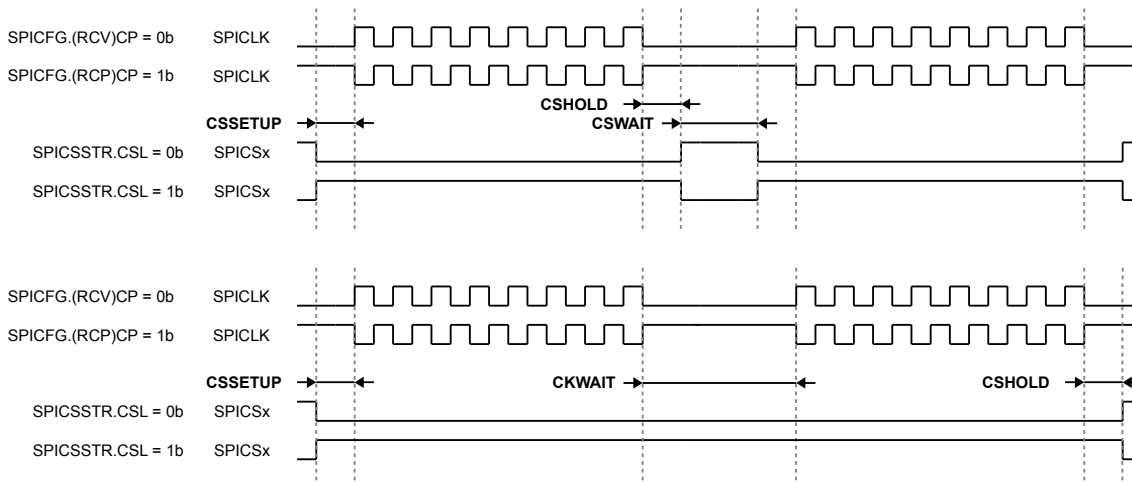 SPICFG.(RCV)CP = 0b SPICLK
SPICFG.(RCP)CP = 1b SPICLK
CSHOLD
CSSETUP CSWAIT
SPICSSTR.CSL = 0b SPICSx
SPICSSTR.CSL = 1b SPICSx
SPICFG.(RCV)CP = 0b SPICLK
SPICFG.(RCP)CP = 1b SPICLK
CSSETUP CKWAIT CSHOLD
SPICSSTR.CSL = 0b SPICSx
SPICSSTR.CSL = 1b SPICSx